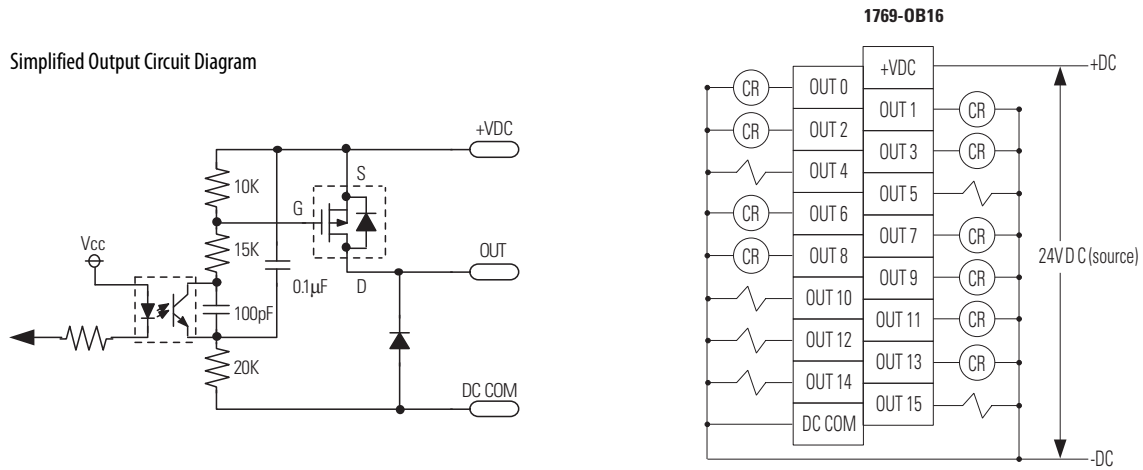 Simplified Output Circuit Diagram
+VDC
10K
S
G
15K
Vcc
OUT
0.1µF
D
100pF
20K
DC COM
1769-OB16
+VDC
+DC
OUT 0
CR
OUT 1
CR
OUT 2
CR
OUT 3
CR
OUT 4
OUT 5
OUT 6
CR
OUT 7
CR
OUT 8
CR
24V D C (source)
OUT 9
CR
OUT 10
OUT 11
CR
OUT 12
OUT 13
CR
OUT 14
OUT 15
DC COM
-DC